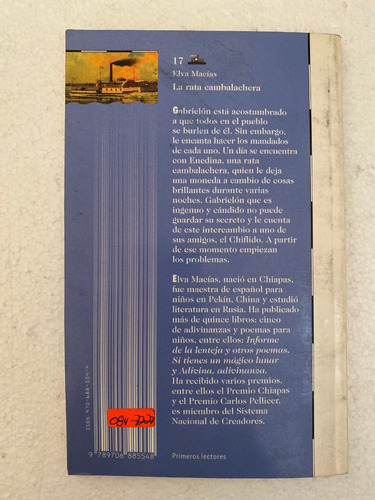 17
Elva Macías
La rata cambalachera
Gabrielón está acostumbrado
a que todos en el pueblo
se burlen de él. Sin embargo,
le encanta hacer los mandados
de cada uno. Un día se encuentra
con Enedina, una rata
cambalachera, quien le deja
una moneda a cambio de cosas
brillantes durante varias
noches. Gabrielón que es
ingenuo y cándido no puede
guardar su secreto y le cuenta
de este intercambio a uno de
sus amigos, el Chiflido. A partir
de ese momento empiezan
los problemas.
Elva Macías, nació en Chiapas,
fue maestra de español para
niños en Pekín, China y estudió
literatura en Rusia. Ha publicado
más de quince libros: cinco
de adivinanzas y poemas para
niños, entre ellos: Informe
de la lenteja y otros poemas,
Si tienes un mágico lunar
y Adivina, adivinanza.
Ha recibido varios premios,
entre ellos el Premio Chiapas
y el Premio Carlos Pellicer,
es miembro del Sistema
Nacional de Creadores.
Primeros lectores
9 789706 885548